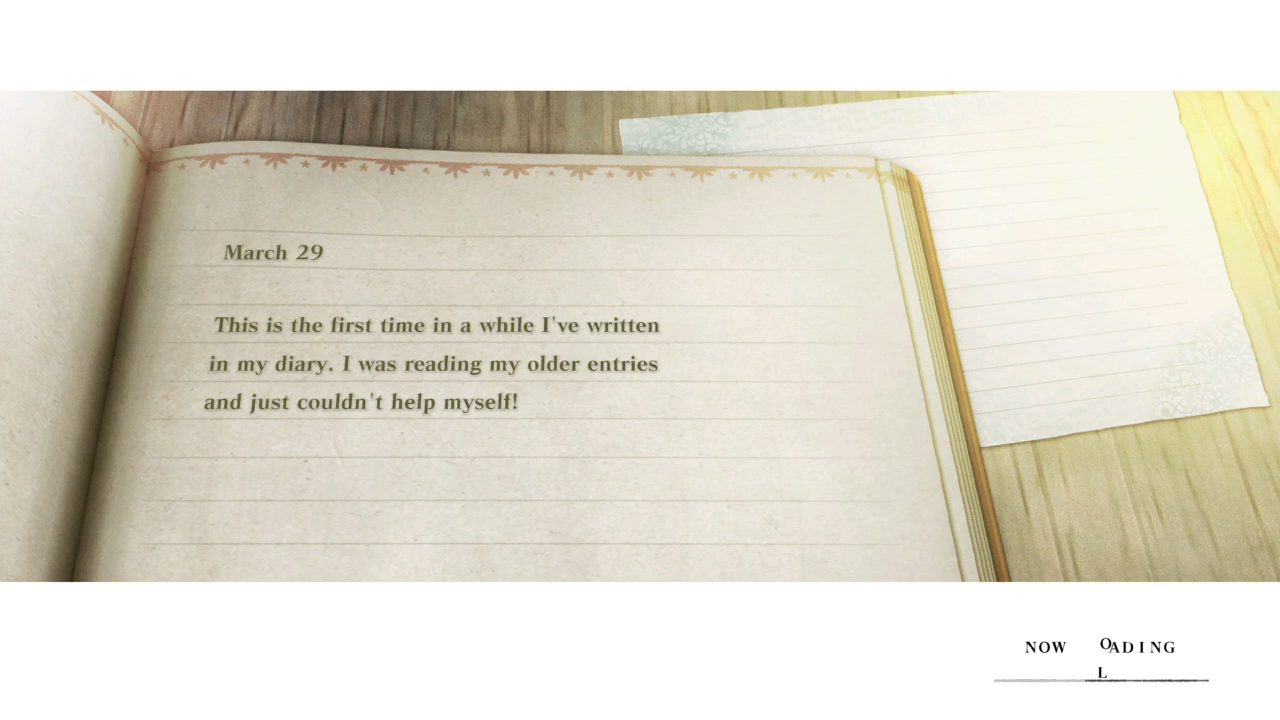 March 29
This is the first time in a while I've written
in my diary. I was reading my older entries
and just couldn't help myself!
NOW LOADING